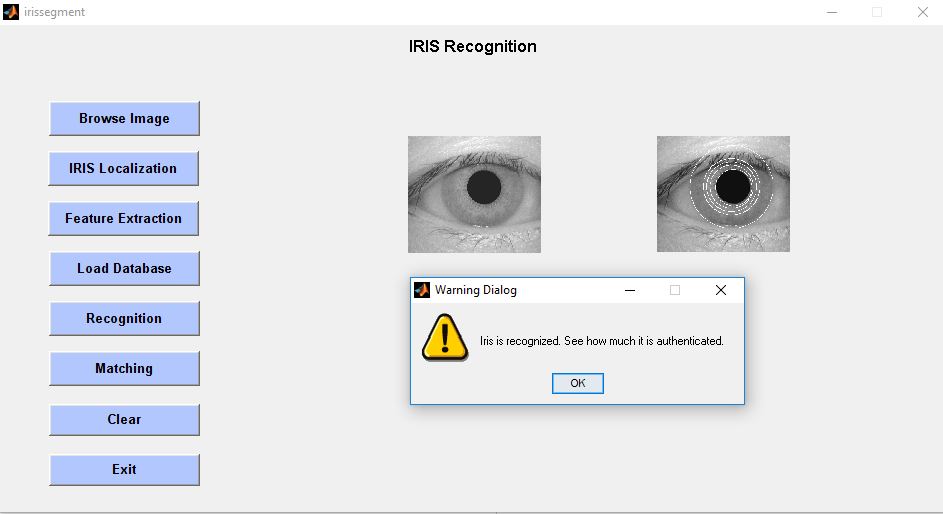 irissegment
IRIS Recognition
Browse Image
IRIS Localization
Feature Extraction
Load Database
Recognition
Matching
Clear
Exit
Warning Dialog
Iris is recognized. See how much it is authenticated.
OK